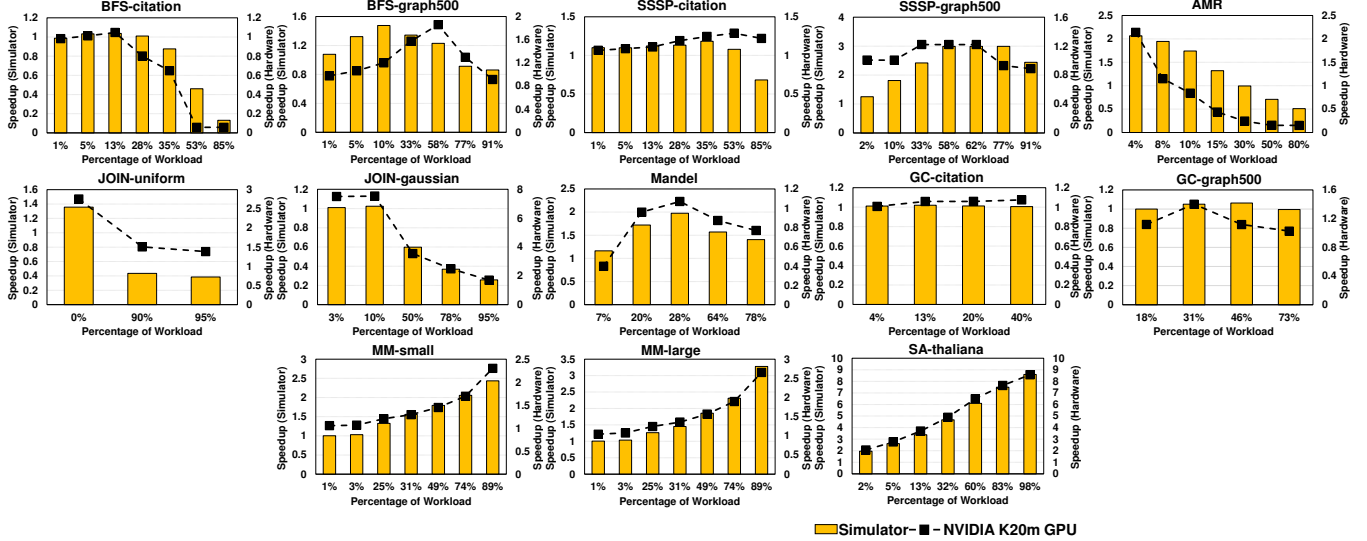 BFS-citation
Speedup (Simulator)
1.2
1
0.8
0.6
0.4
0.2
0
1.2
1
0.8
0.6
0.4
0.2
0
Speedup (Hardware)
1% 5% 13% 28% 35% 53% 85%
Percentage of Workload
BFS-graph500
Speedup (Simulator)
1.6
1.2
0.8
0.4
0
2
1.6
1.2
0.8
0.4
0
Speedup (Hardware)
1% 5% 10% 33% 58% 77% 91%
Percentage of Workload
SSSP-citation
Speedup (Simulator)
1.5
1.0
0.5
0.0
1.5
1
0.5
0
Speedup (Hardware)
1% 5% 13% 28% 35% 53% 85%
Percentage of Workload
SSSP-graph500
Speedup (Simulator)
4
3
2
1
0
1.6
1.2
0.8
0.4
0
Speedup (Hardware)
2% 10% 33% 58% 62% 77% 91%
Percentage of Workload
AMR
Speedup (Simulator)
2.5
2
1.5
1
0.5
0
2.5
2
1.5
1
0.5
0
Speedup (Hardware)
4% 8% 10% 15% 30% 50% 80%
Percentage of Workload
JOIN-uniform
Speedup (Simulator)
1.6
1.4
1.2
1
0.8
0.6
0.4
0.2
0
3
2.5
2
1.5
1
0.5
0
Speedup (Hardware)
0% 90% 95%
Percentage of Workload
JOIN-gaussian
Speedup (Simulator)
1.2
1
0.8
0.6
0.4
0.2
0
8
6
4
2
0
Speedup (Hardware)
3% 10% 50% 78% 95%
Percentage of Workload
Mandel
Speedup (Simulator)
2.5
2
1.5
1
0.5
0
1.2
1
0.8
0.6
0.4
0.2
0
Speedup (Hardware)
7% 20% 28% 64% 78%
Percentage of Workload
GC-citation
Speedup (Simulator)
1.2
1
0.8
0.6
0.4
0.2
0
1.2
1
0.8
0.6
0.4
0.2
0
Speedup (Hardware)
4% 13% 20% 40%
Percentage of Workload
GC-graph500
Speedup (Simulator)
1.2
1
0.8
0.6
0.4
0.2
0
1.6
1.2
0.8
0.4
0
Speedup (Hardware)
18% 31% 46% 73%
Percentage of Workload
MM-small
Speedup (Simulator)
3
2.5
2
1.5
1
0.5
0
2.5
2
1.5
1
0.5
0
Speedup (Hardware)
1% 3% 25% 31% 49% 74% 89%
Percentage of Workload
MM-large
Speedup (Simulator)
3.5
3
2.5
2
1.5
1
0.5
0
3
2.5
2
1.5
1
0.5
0
Speedup (Hardware)
1% 3% 25% 31% 49% 74% 89%
Percentage of Workload
SA-thaliana
Speedup (Simulator)
10
9
8
7
6
5
4
3
2
1
0
10
9
8
7
6
5
4
3
2
1
0
Speedup (Hardware)
2% 5% 13% 32% 60% 83% 98%
Percentage of Workload
Simulator
NVIDIA K20m GPU